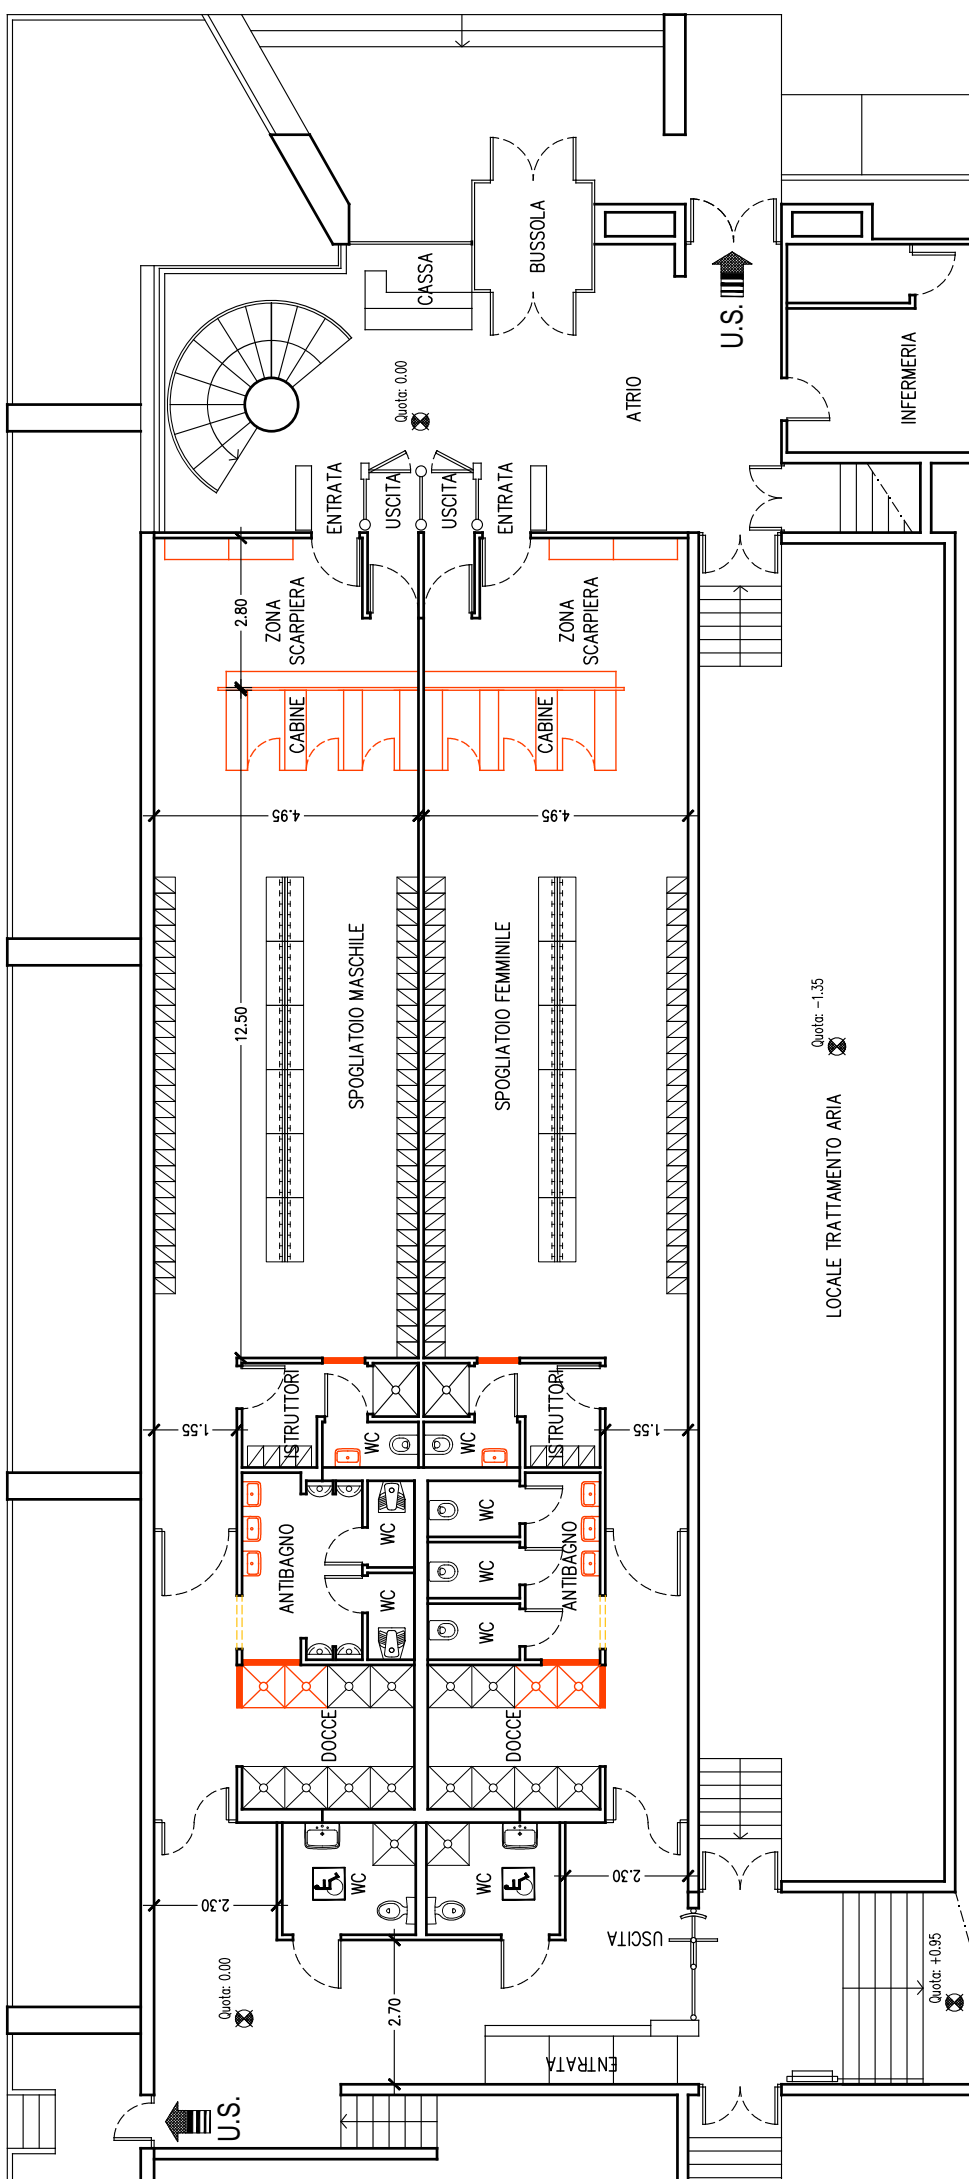 BUSSOLA
CASSA
U.S.
Quota: 0.00
ATRIO
INFERMERIA
ENTRATA
USCITA
USCITA
ENTRATA
2.80
ZONA
SCARPIERA
ZONA
SCARPIERA
CABINE
CABINE
4.95
4.95
12.50
SPOGLIATOIO MASCHILE
SPOGLIATOIO FEMMINILE
Quota: -1.35
LOCALE TRATTAMENTO ARIA
1.55
ISTRUTTORI
WC
WC
ISTRUTTORI
1.55
ANTIBAGNO
WC
WC
WC
WC
WC
ANTIBAGNO
DOCCE
DOCCE
2.30
WC
WC
2.30
USCITA
Quota: 0.00
2.70
Quota: +0.95
ENTRATA
U.S.